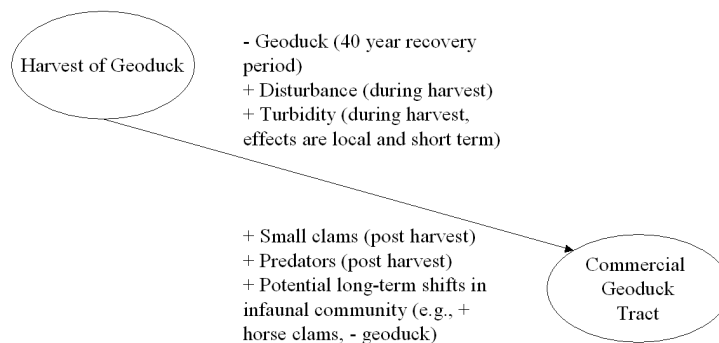 Harvest of Geoduck
- Geoduck (40 year recovery
period)
+ Disturbance (during harvest)
+ Turbidity (during harvest,
effects are local and short term)
+ Small clams (post harvest)
+ Predators (post harvest)
+ Potential long-term shifts in
infaunal community (e.g., +
horse clams, - geoduck)
Commercial
Geoduck
Tract